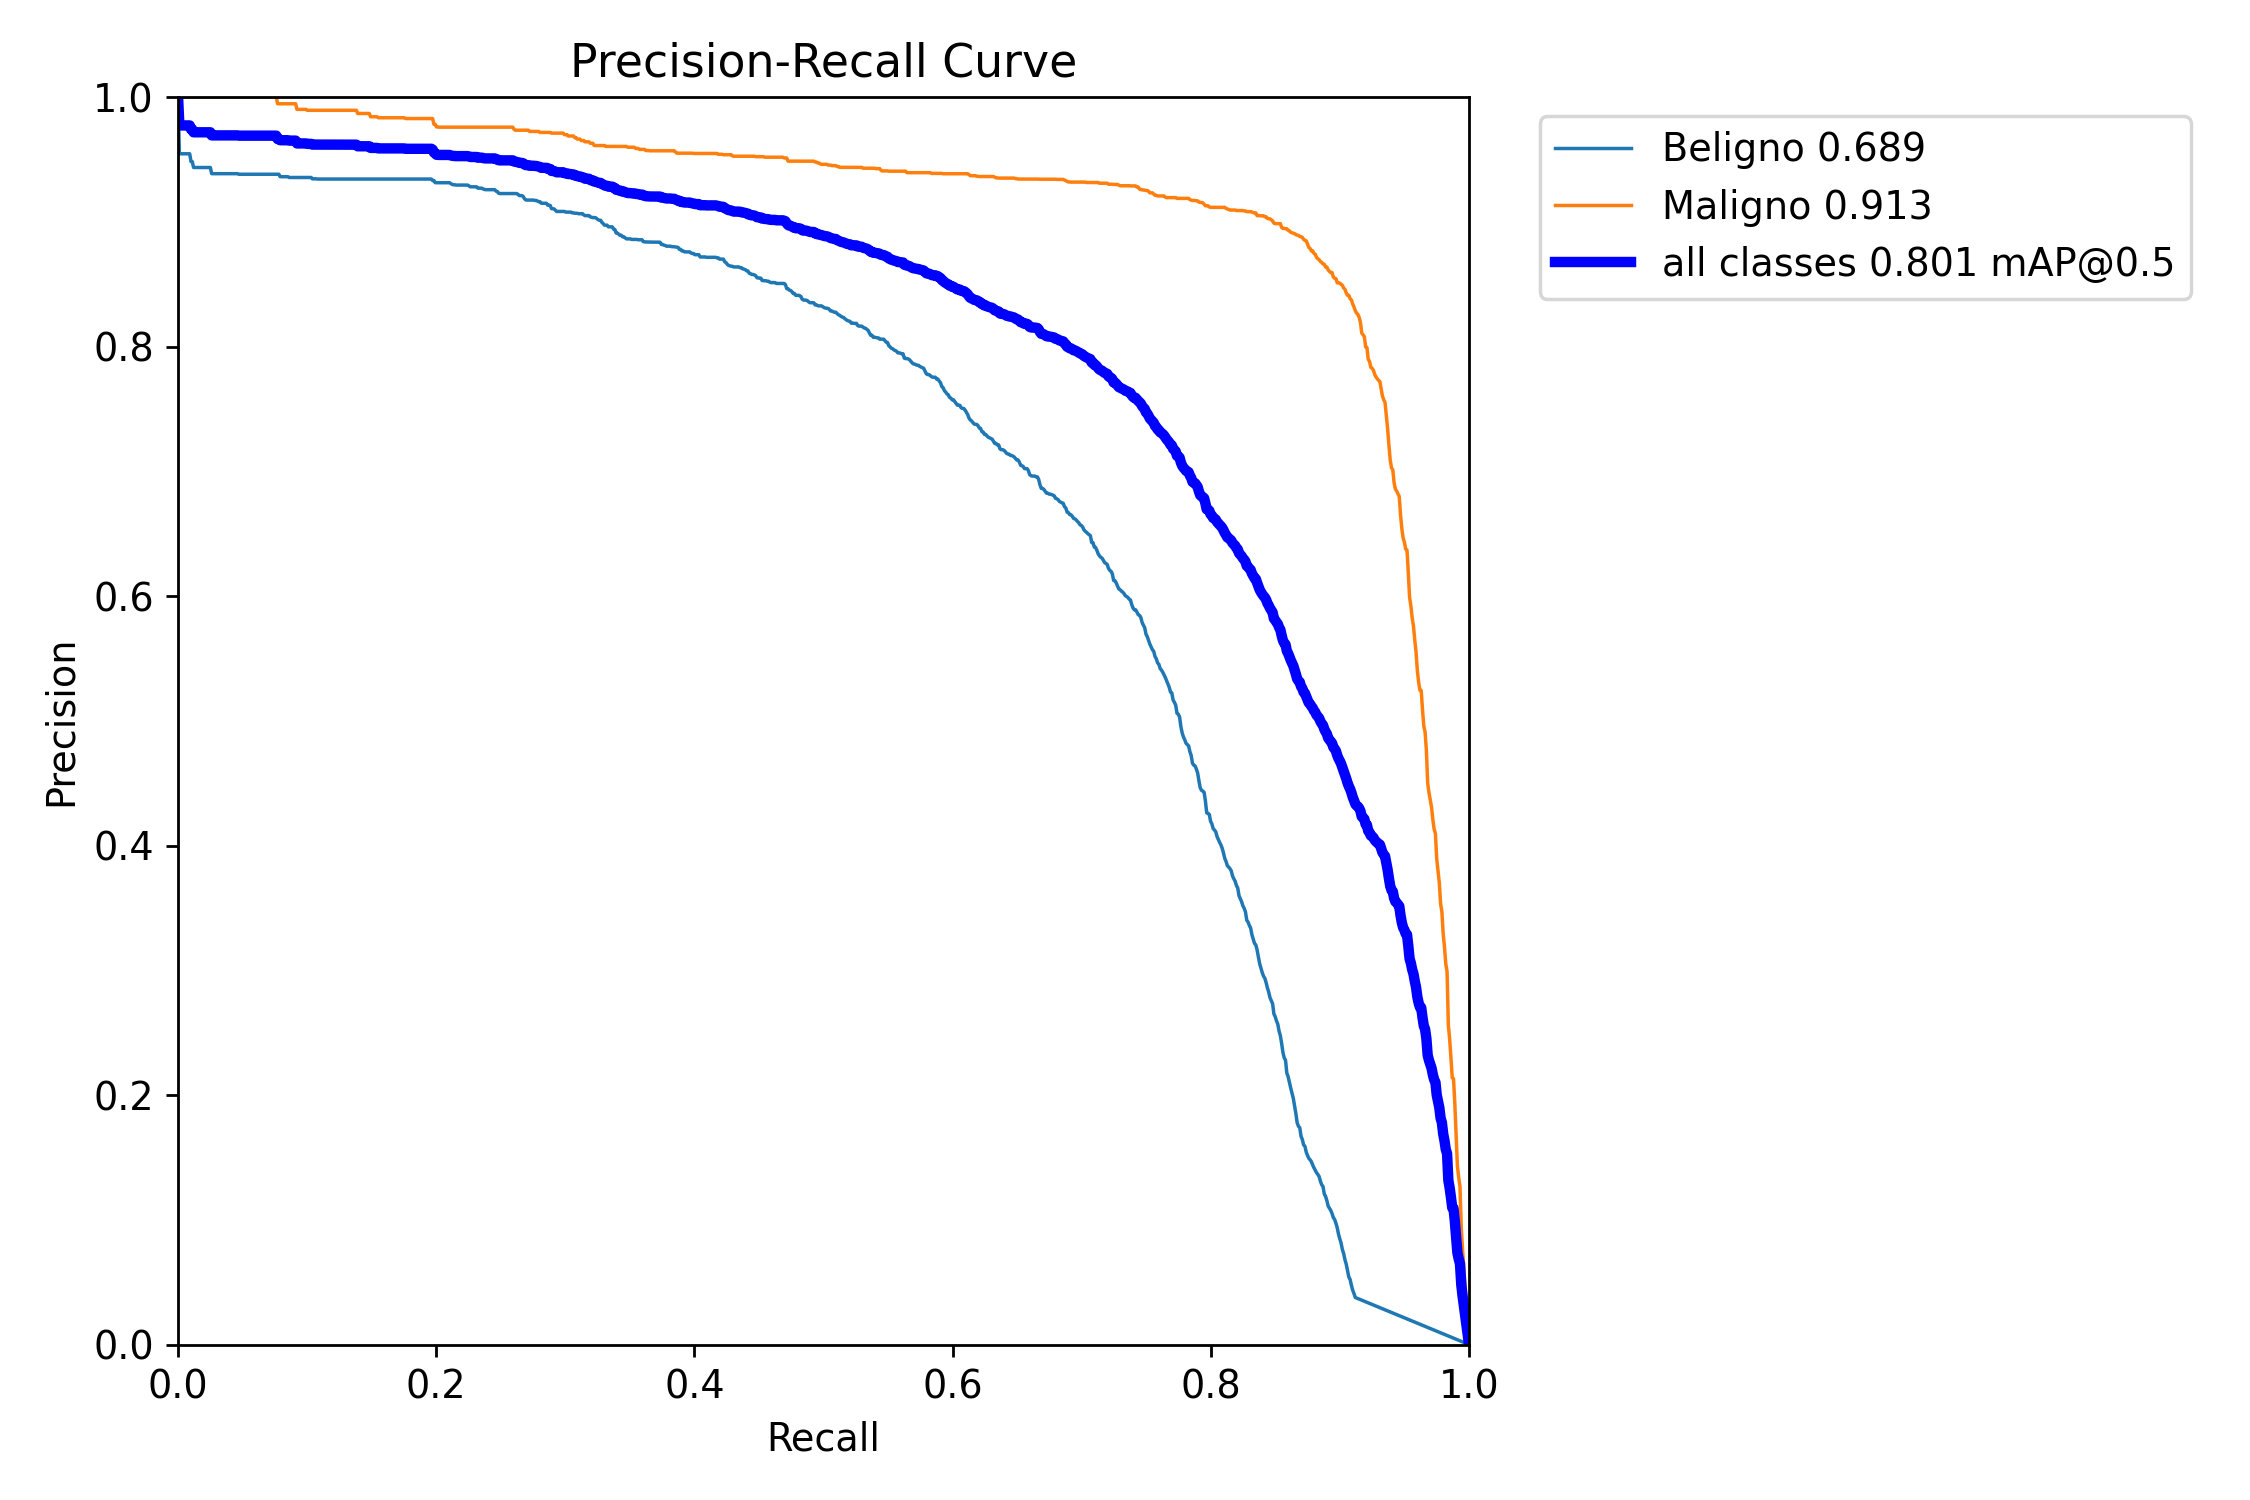 Precision-Recall Curve
1.0
0.8
0.6
0.4
0.2
0.0
Precision
0.0 0.2 0.4 0.6 0.8 1.0
Recall
Beligno 0.689
Maligno 0.913
all classes 0.801 mAP@0.5